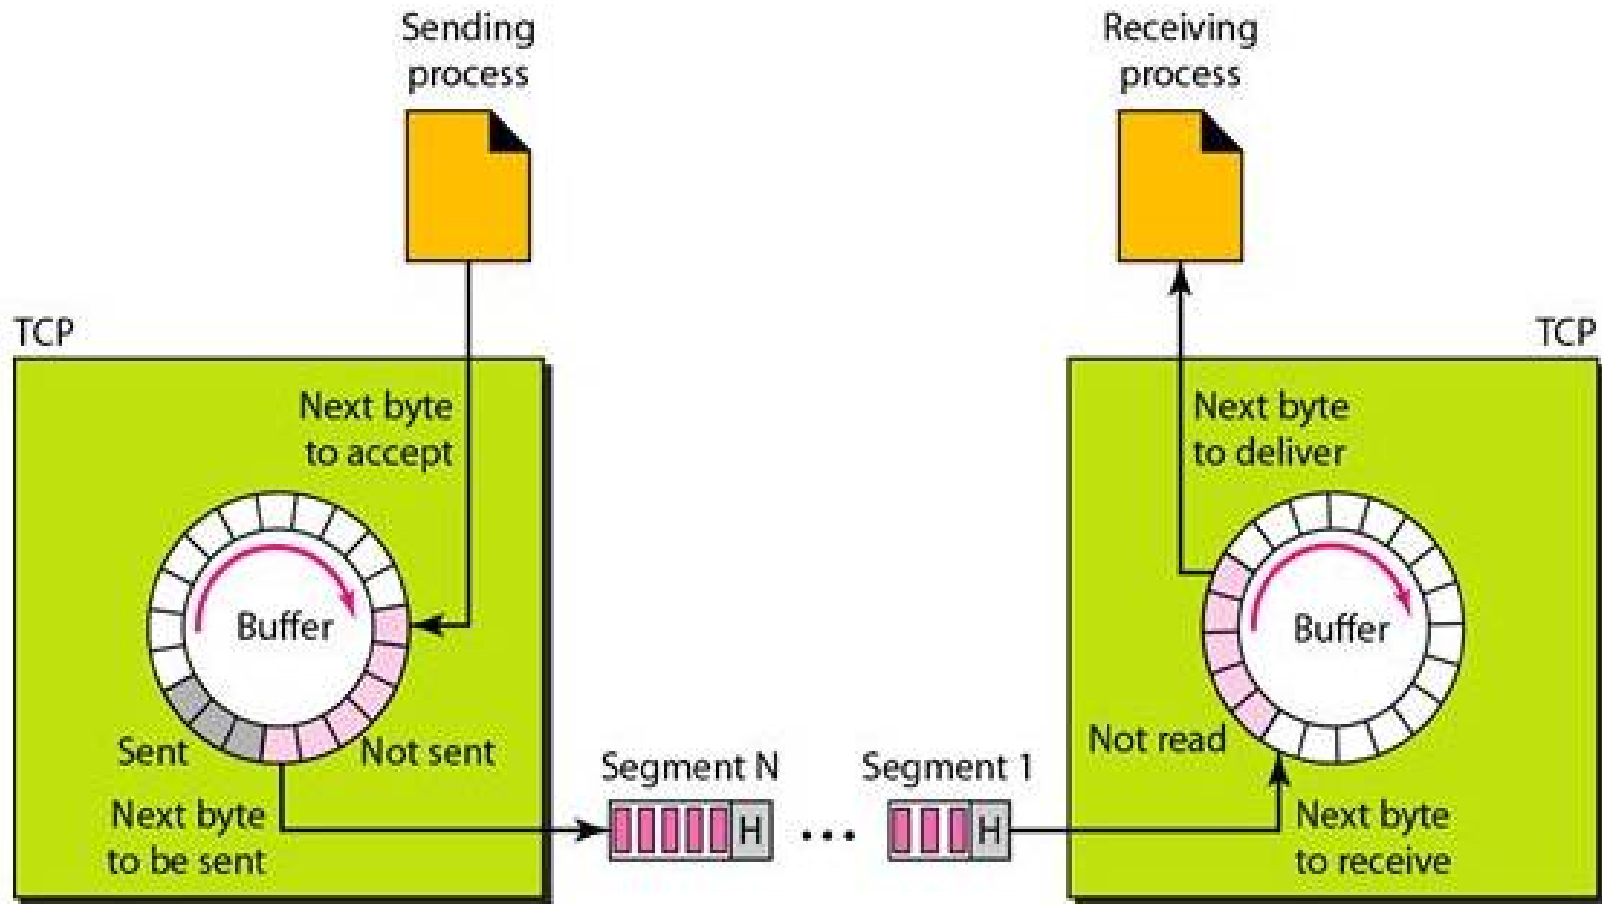 Sending
process
Receiving
process
TCP
TCP
Next byte
to accept
Next byte
to deliver
Buffer
Buffer
Sent
Not sent
Not read
Segment N
Segment 1
Next byte
to be sent
H
...
H
Next byte
to receive